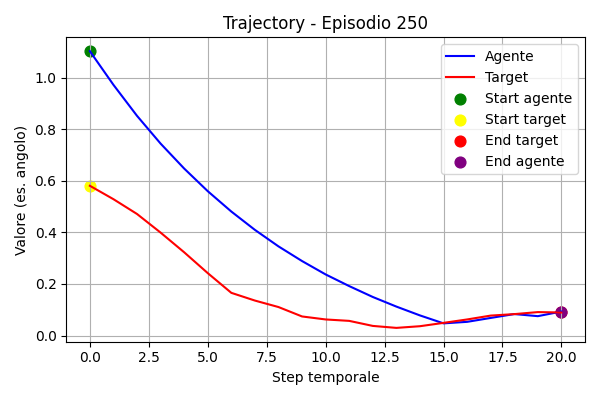 Trajectory - Episodio 250
Valore (es. angolo)
1.0
0.8
0.6
0.4
0.2
0.0
Agente
Target
Start agente
Start target
End target
End agente
0.0 2.5 5.0 7.5 10.0 12.5 15.0 17.5 20.0
Step temporale